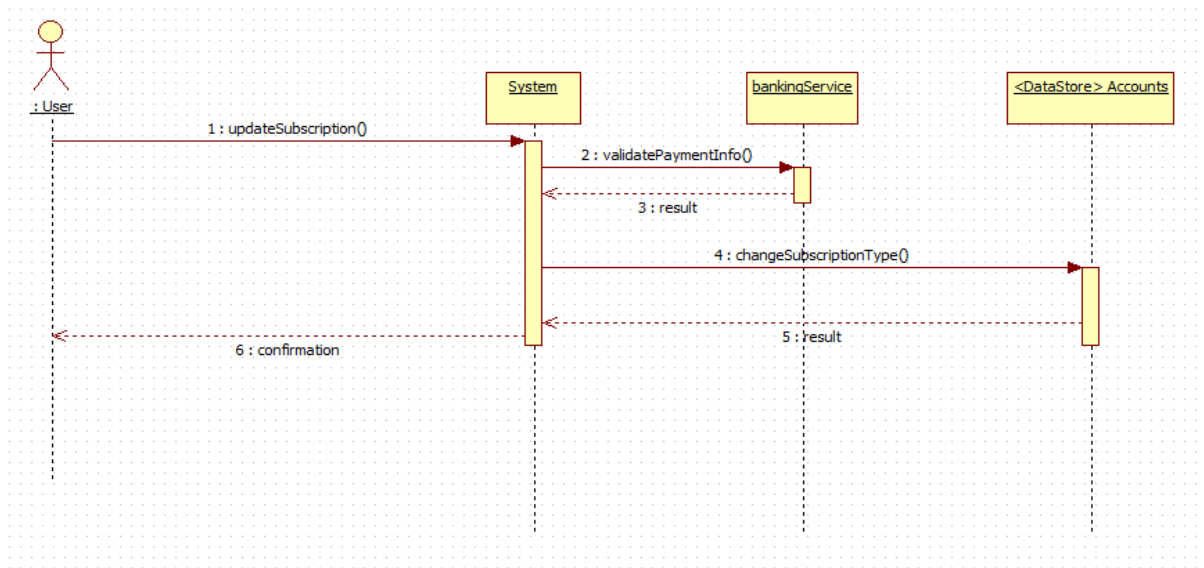 : User
System
bankingService
<DataStore> Accounts
1 : updateSubscription()
2 : validatePaymentInfo()
3 : result
4 : changeSubscriptionType()
5 : result
6 : confirmation